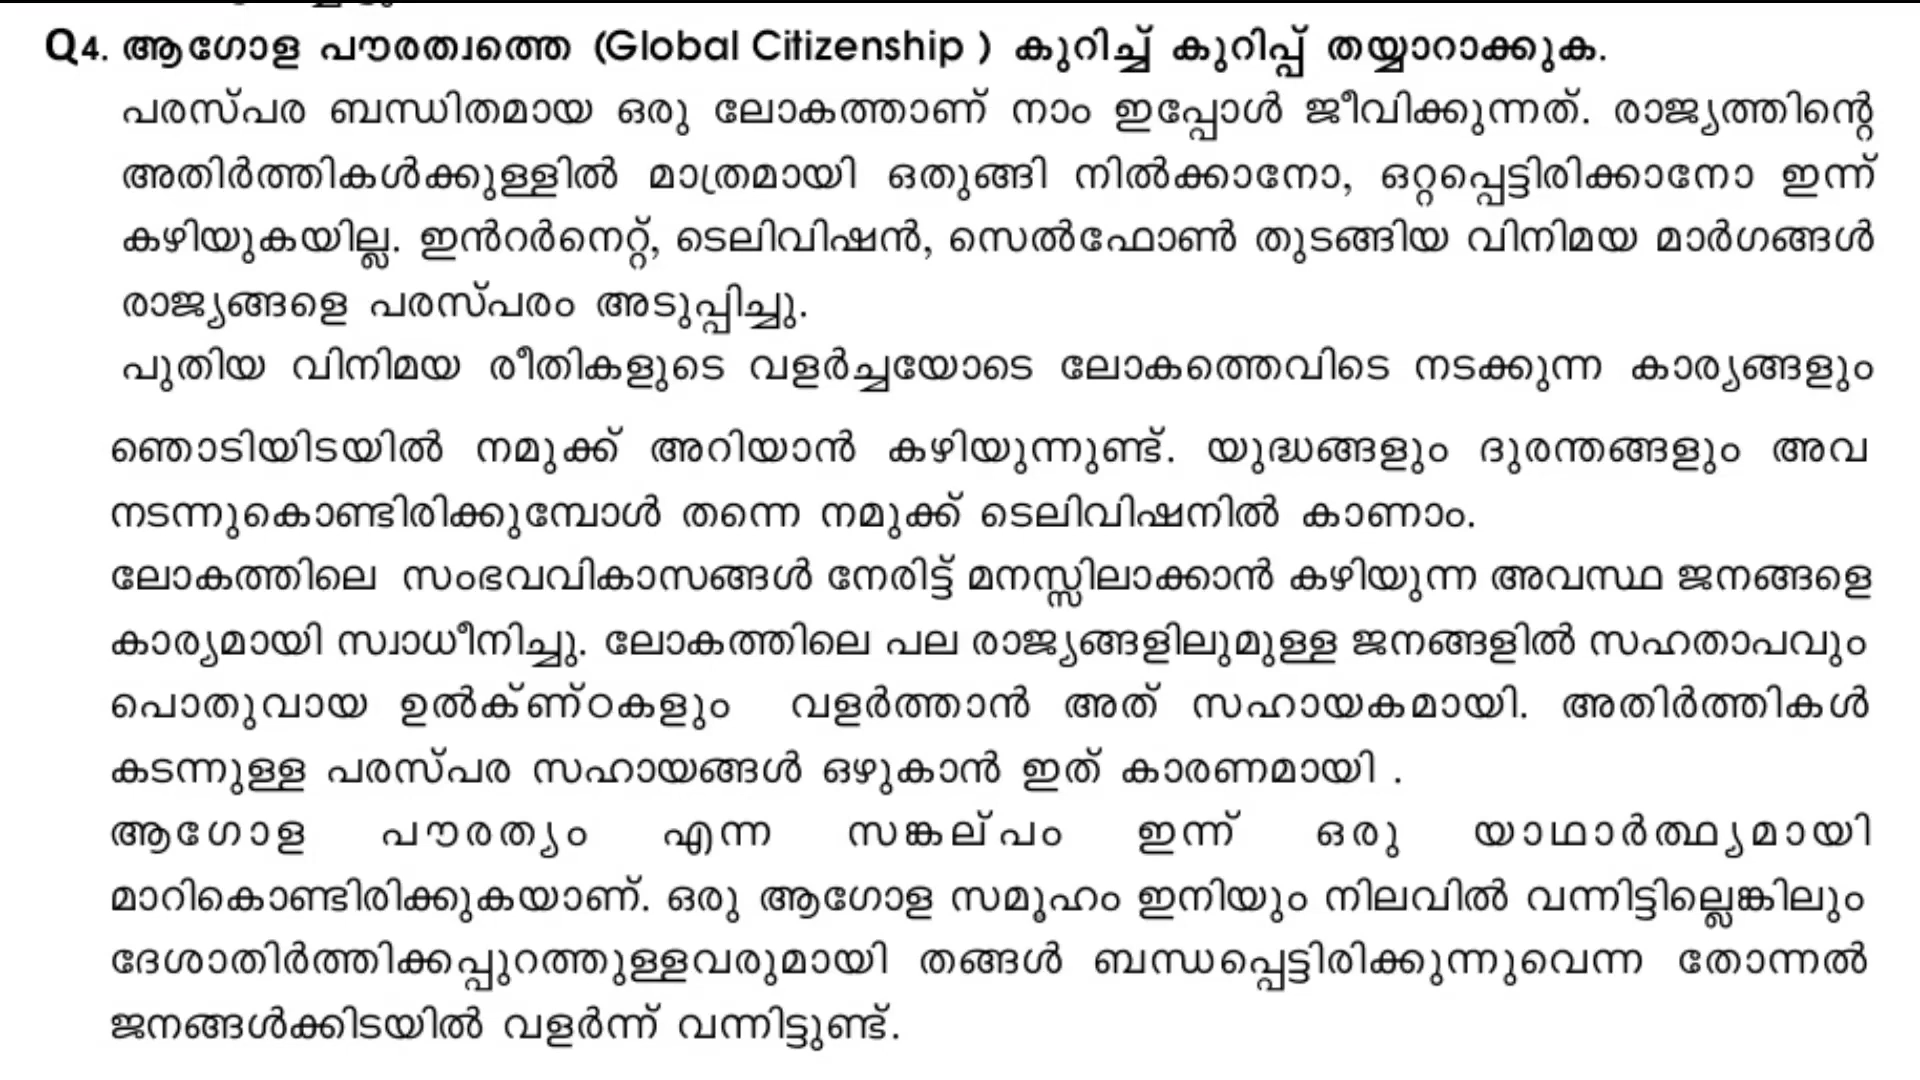 Q4. ആഗോള പൗരത്വത്തെ (Global Citizenship ) കുറിച്ച് കുറിപ്പ് തയ്യാറാക്കുക.
പരസ്പര ബന്ധിതമായ ഒരു ലോകത്താണ് നാം ഇപ്പോൾ ജീവിക്കുന്നത്. രാജ്യത്തിന്റെ
അതിർത്തികൾക്കുള്ളിൽ മാത്രമായി ഒതുങ്ങി നിൽക്കാനോ, ഒറ്റപ്പെട്ടിരിക്കാനോ ഇന്ന്
കഴിയുകയില്ല. ഇൻറർനെറ്റ്, ടെലിവിഷൻ, സെൽഫോൺ തുടങ്ങിയ വിനിമയ മാർഗങ്ങൾ
രാജ്യങ്ങളെ പരസ്പരം അടുപ്പിച്ചു.
പുതിയ വിനിമയ രീതികളുടെ വളർച്ചയോടെ ലോകത്തെവിടെ നടക്കുന്ന കാര്യങ്ങളും
ഞൊടിയിടയിൽ നമുക്ക് അറിയാൻ കഴിയുന്നുണ്ട്. യുദ്ധങ്ങളും ദുരന്തങ്ങളും അവ
നടന്നുകൊണ്ടിരിക്കുമ്പോൾ തന്നെ നമുക്ക് ടെലിവിഷനിൽ കാണാം.
ലോകത്തിലെ സംഭവവികാസങ്ങൾ നേരിട്ട് മനസ്സിലാക്കാൻ കഴിയുന്ന അവസ്ഥ ജനങ്ങളെ
കാര്യമായി സ്വാധീനിച്ചു. ലോകത്തിലെ പല രാജ്യങ്ങളിലുമുള്ള ജനങ്ങളിൽ സഹതാപവും
പൊതുവായ ഉൽക്ണ്ഠകളും വളർത്താൻ അത് സഹായകമായി. അതിർത്തികൾ
കടന്നുള്ള പരസ്പര സഹായങ്ങൾ ഒഴുകാൻ ഇത് കാരണമായി .
ആഗോള പൗരത്യം എന്ന സങ്കല്പം ഇന്ന് ഒരു യാഥാർത്ഥ്യമായി
മാറികൊണ്ടിരിക്കുകയാണ്. ഒരു ആഗോള സമൂഹം ഇനിയും നിലവിൽ വന്നിട്ടില്ലെങ്കിലും
ദേശാതിർത്തിക്കപ്പുറത്തുള്ളവരുമായി തങ്ങൾ ബന്ധപ്പെട്ടിരിക്കുന്നുവെന്ന തോന്നൽ
ജനങ്ങൾക്കിടയിൽ വളർന്ന് വന്നിട്ടുണ്ട്.